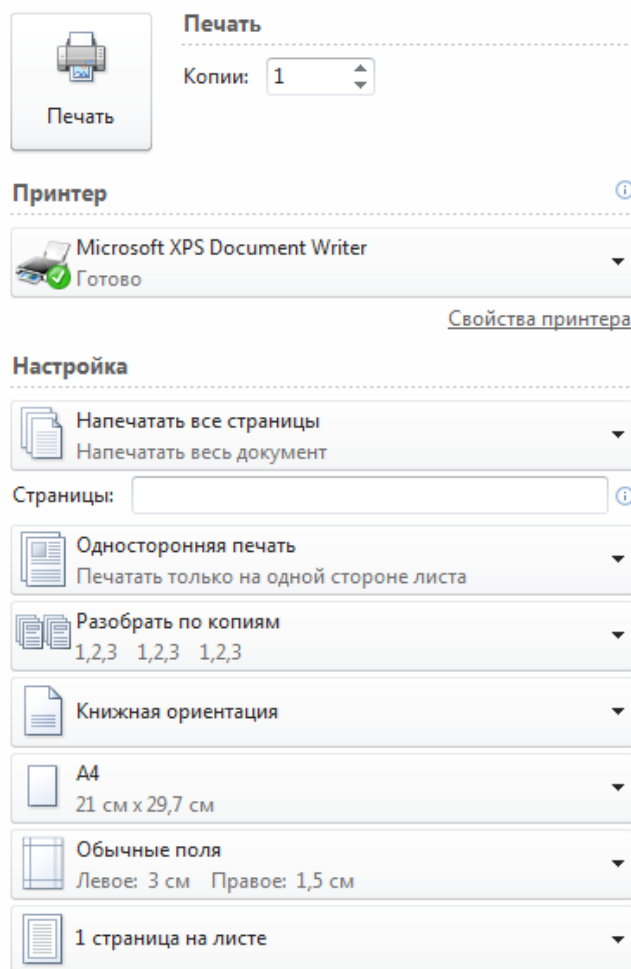 Печать
Копии: 1
Печать
Принтер
Microsoft XPS Document Writer
Готово
Свойства принтера
Настройка
Напечатать все страницы
Напечатать весь документ
Страницы:
Односторонняя печать
Печатать только на одной стороне листа
Разобрать по копиям
1,2,3 1,2,3 1,2,3
Книжная ориентация
A4
21 см x 29,7 см
Обычные поля
Левое: 3 см Правое: 1,5 см
1 страница на листе